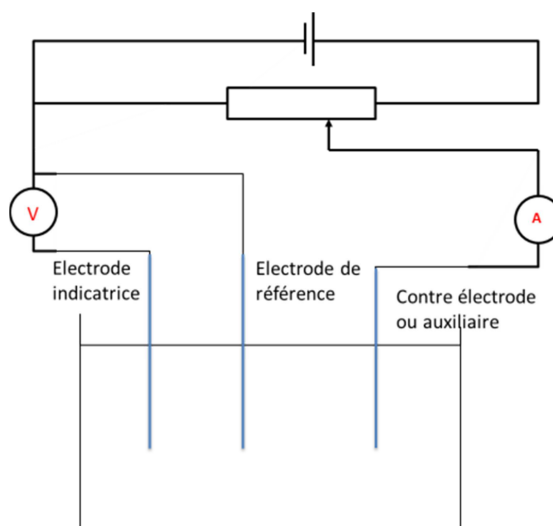 V
A
Electrode
indicatrice
Electrode de
référence
Contre électrode
ou auxiliaire